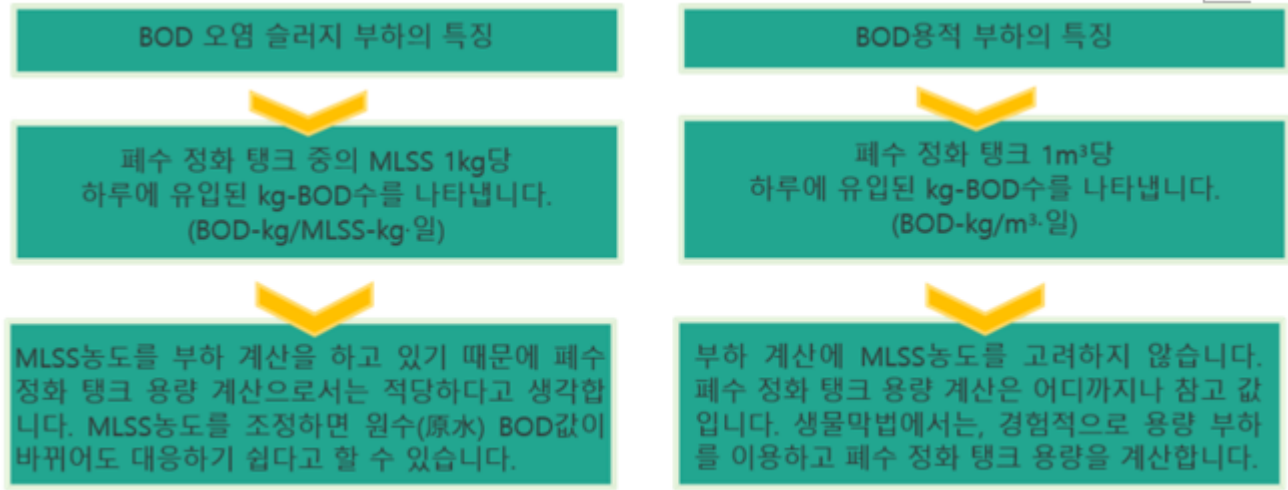 BOD 오염 슬러지 부하의 특징
폐수 정화 탱크 중의 MLSS 1kg당
하루에 유입된 kg-BOD수를 나타냅니다.
(BOD-kg/MLSS-kg·일)
MLSS농도를 부하 계산을 하고 있기 때문에 폐수
정화 탱크 용량 계산으로서는 적당하다고 생각합
니다. MLSS농도를 조정하면 원수(原水) BOD값이
바뀌어도 대응하기 쉽다고 할 수 있습니다.
BOD용적 부하의 특징
폐수 정화 탱크 1m³당
하루에 유입된 kg-BOD수를 나타냅니다.
(BOD-kg/m³·일)
부하 계산에 MLSS농도를 고려하지 않습니다.
폐수 정화 탱크 용량 계산은 어디까지나 참고 값
입니다. 생물막법에서는, 경험적으로 용량 부하
를 이용하고 폐수 정화 탱크 용량을 계산합니다.